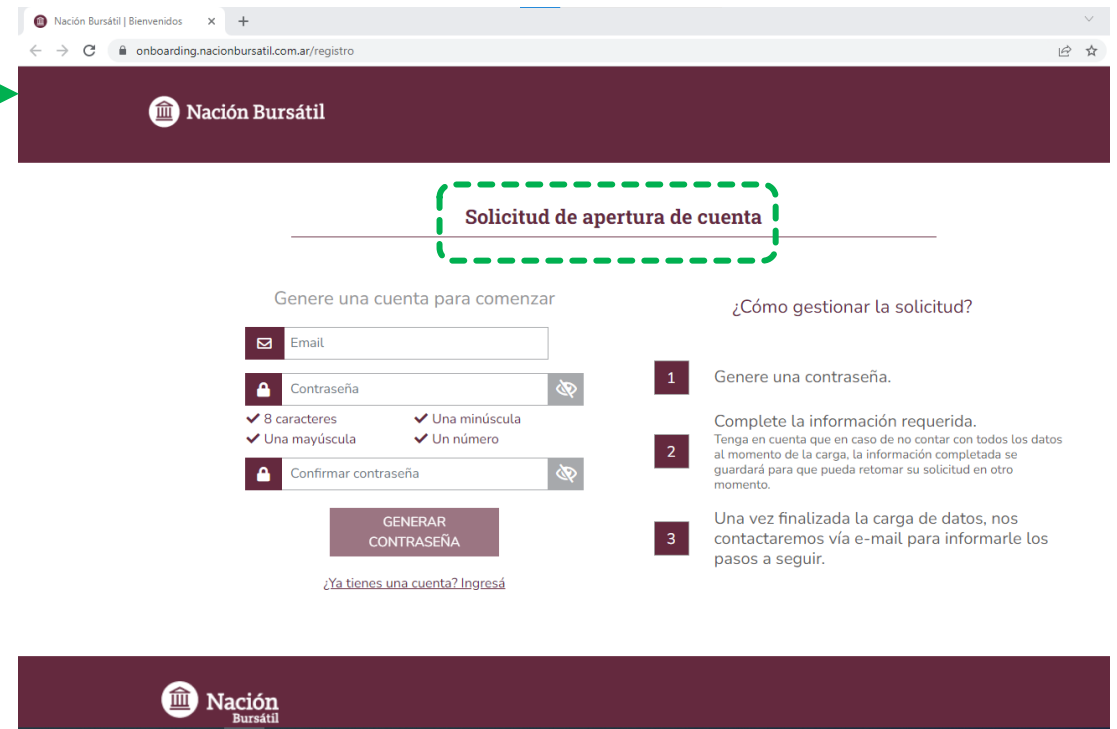 Nación Bursátil | Bienvenidos
onboarding.nacionbursatil.com.ar/registro
Nación Bursátil
Solicitud de apertura de cuenta
Genere una cuenta para comenzar
Email
Contraseña
8 caracteres
Una minúscula
Una mayúscula
Un número
Confirmar contraseña
GENERAR
CONTRASEÑA
¿Ya tienes una cuenta? Ingresá
¿Cómo gestionar la solicitud?
1
Genere una contraseña.
2
Complete la información requerida.
Tenga en cuenta que en caso de no contar con todos los datos
al momento de la carga, la información completada se
guardará para que pueda retomar su solicitud en otro
momento.
3
Una vez finalizada la carga de datos, nos
contactaremos vía e-mail para informarle los
pasos a seguir.
Nación
Bursátil